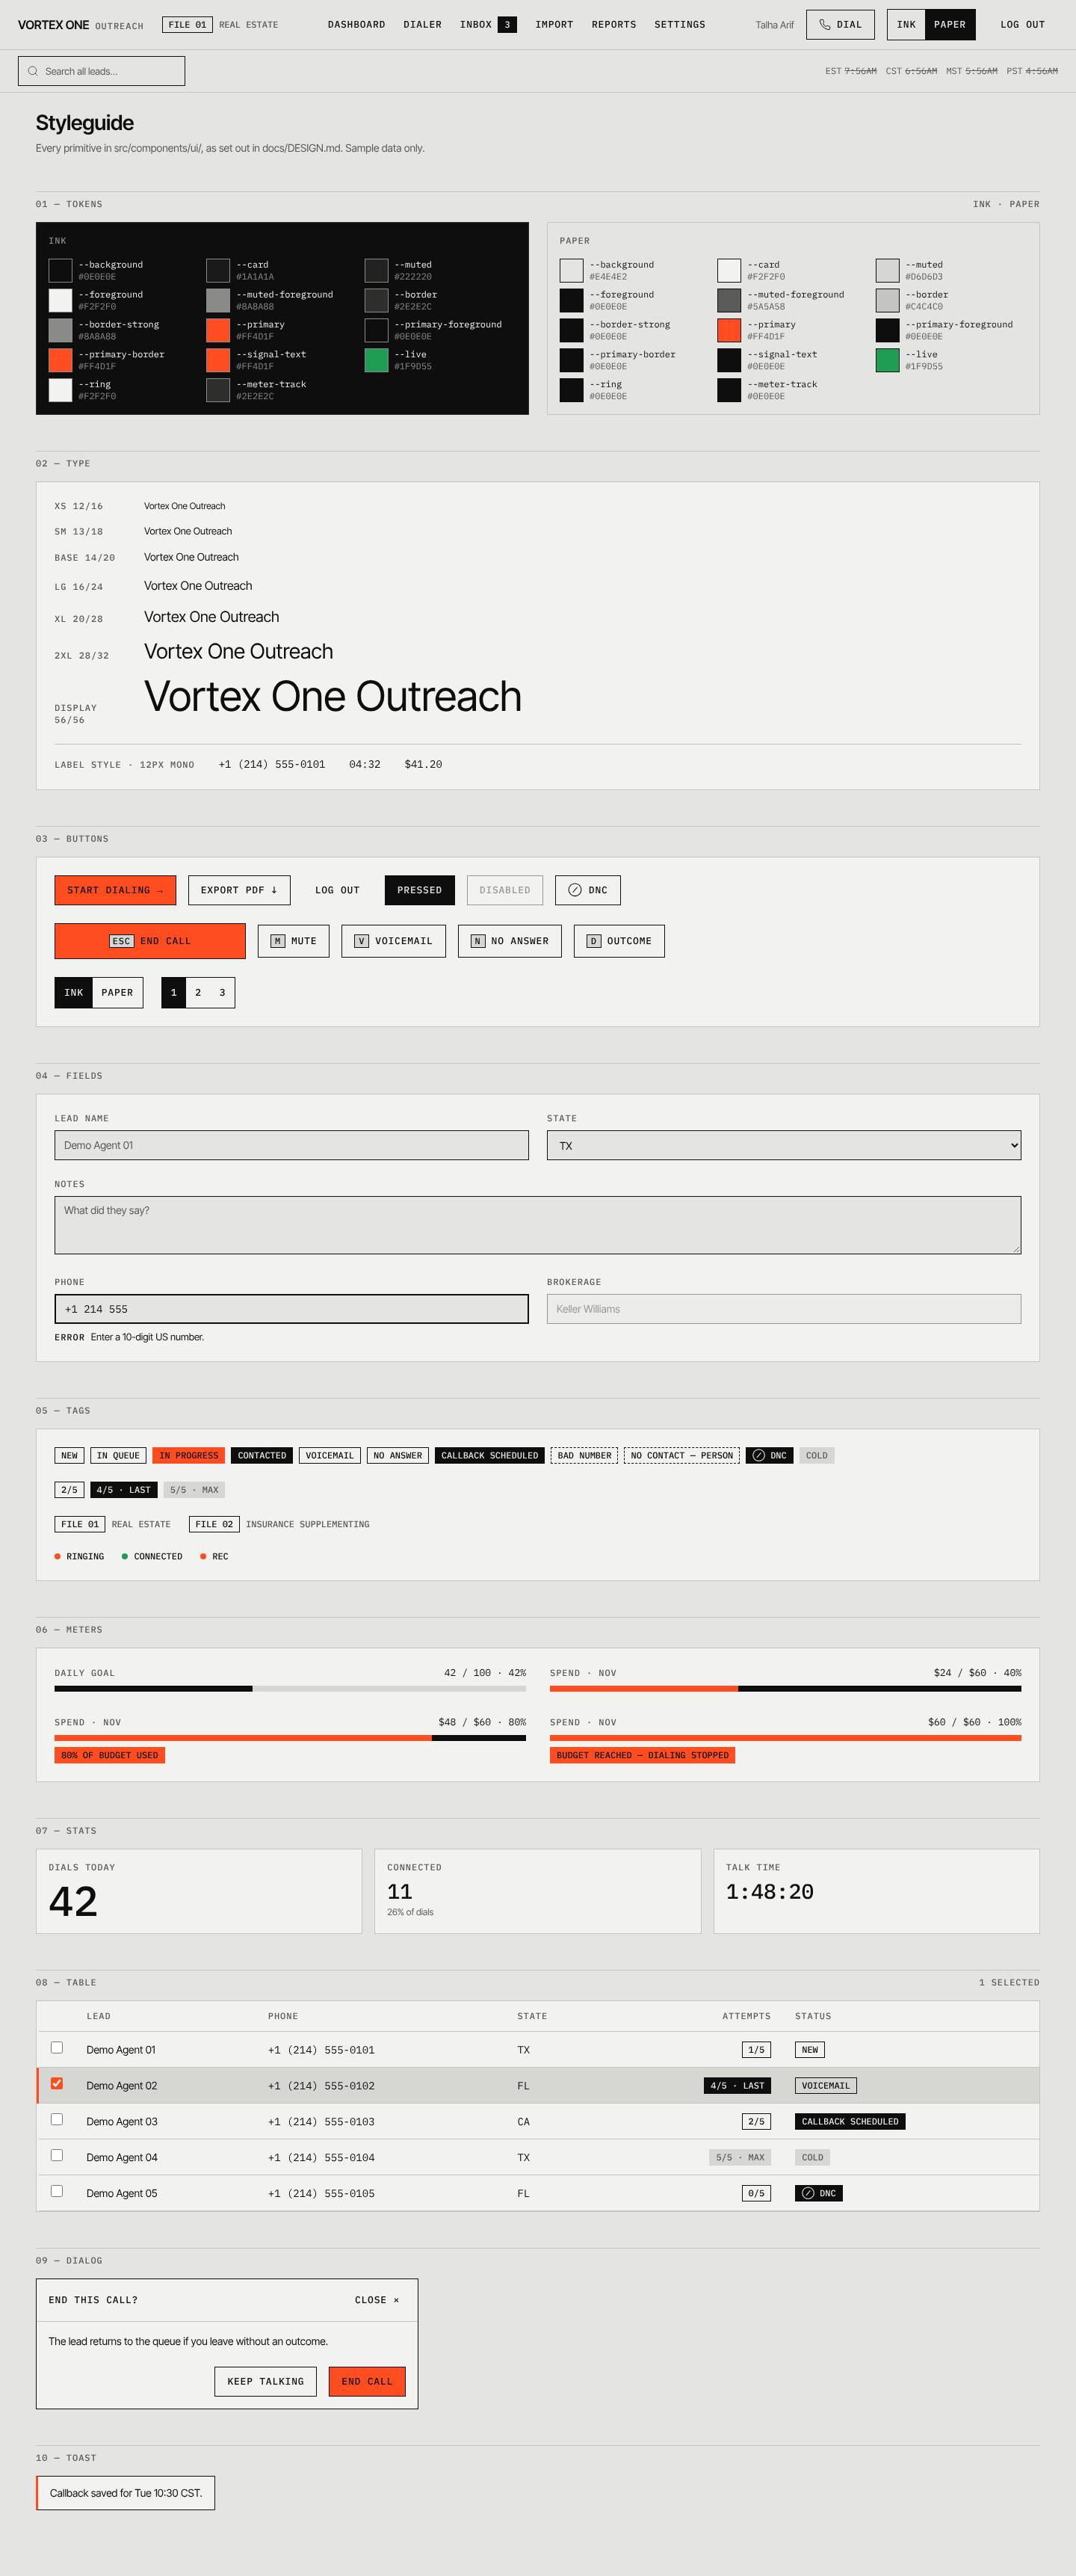 VORTEX ONE OUTREACH FILE 01 REAL ESTATE DASHBOARD DIALER INBOX 3 IMPORT REPORTS SETTINGS Talha Arif DIAL INK PAPER LOG OUT
Search all leads... EST 7:56AM CST 6:56AM MST 5:56AM PST 4:56AM
Styleguide
Every primitive in src/components/ui/, as set out in docs/DESIGN.md. Sample data only.
01 — TOKENS INK · PAPER
INK
--background --card --muted
#0E0E0E #1A1A1A #222220
--foreground --muted-foreground --border
#F2F2F0 #8A8A88 #2E2E2C
--border-strong --primary --primary-foreground
#8A8A88 #FF4D1F #0E0E0E
--primary-border --signal-text --live
#FF4D1F #FF4D1F #1F9D55
--ring --meter-track
#F2F2F0 #2E2E2C
PAPER
--background --card --muted
#E4E4E2 #F2F2F0 #D6D6D3
--foreground --muted-foreground --border
#0E0E0E #5A5A58 #C4C4C0
--border-strong --primary --primary-foreground
#0E0E0E #FF4D1F #0E0E0E
--primary-border --signal-text --live
#0E0E0E #0E0E0E #1F9D55
--ring --meter-track
#0E0E0E #0E0E0E
02 — TYPE
XS 12/16 Vortex One Outreach
SM 13/18 Vortex One Outreach
BASE 14/20 Vortex One Outreach
LG 16/24 Vortex One Outreach
XL 20/28 Vortex One Outreach
2XL 28/32 Vortex One Outreach
DISPLAY 56/56 Vortex One Outreach
LABEL STYLE · 12PX MONO +1 (214) 555-0101 04:32 $41.20
03 — BUTTONS
START DIALING → EXPORT PDF ↓ LOG OUT PRESSED DISABLED DNC
ESC END CALL M MUTE V VOICEMAIL N NO ANSWER D OUTCOME
INK PAPER 1 2 3
04 — FIELDS
LEAD NAME STATE
Demo Agent 01 TX
NOTES
What did they say?
PHONE BROKERAGE
+1 214 555 Keller Williams
ERROR Enter a 10-digit US number.
05 — TAGS
NEW IN QUEUE IN PROGRESS CONTACTED VOICEMAIL NO ANSWER CALLBACK SCHEDULED BAD NUMBER NO CONTACT — PERSON DNC COLD
2/5 4/5 · LAST 5/5 · MAX
FILE 01 REAL ESTATE FILE 02 INSURANCE SUPPLEMENTING
RINGING CONNECTED REC
06 — METERS
DAILY GOAL 42 / 100 · 42% SPEND · NOV $24 / $60 · 40%
SPEND · NOV $48 / $60 · 80% SPEND · NOV $60 / $60 · 100%
80% OF BUDGET USED BUDGET REACHED — DIALING STOPPED
07 — STATS
DIALS TODAY CONNECTED TALK TIME
42 11 1:48:20
26% of dials
08 — TABLE 1 SELECTED
LEAD PHONE STATE ATTEMPTS STATUS
Demo Agent 01 +1 (214) 555-0101 TX 1/5 NEW
Demo Agent 02 +1 (214) 555-0102 FL 4/5 · LAST VOICEMAIL
Demo Agent 03 +1 (214) 555-0103 CA 2/5 CALLBACK SCHEDULED
Demo Agent 04 +1 (214) 555-0104 TX 5/5 · MAX COLD
Demo Agent 05 +1 (214) 555-0105 FL 0/5 DNC
09 — DIALOG
END THIS CALL? CLOSE ×
The lead returns to the queue if you leave without an outcome.
KEEP TALKING END CALL
10 — TOAST
Callback saved for Tue 10:30 CST.